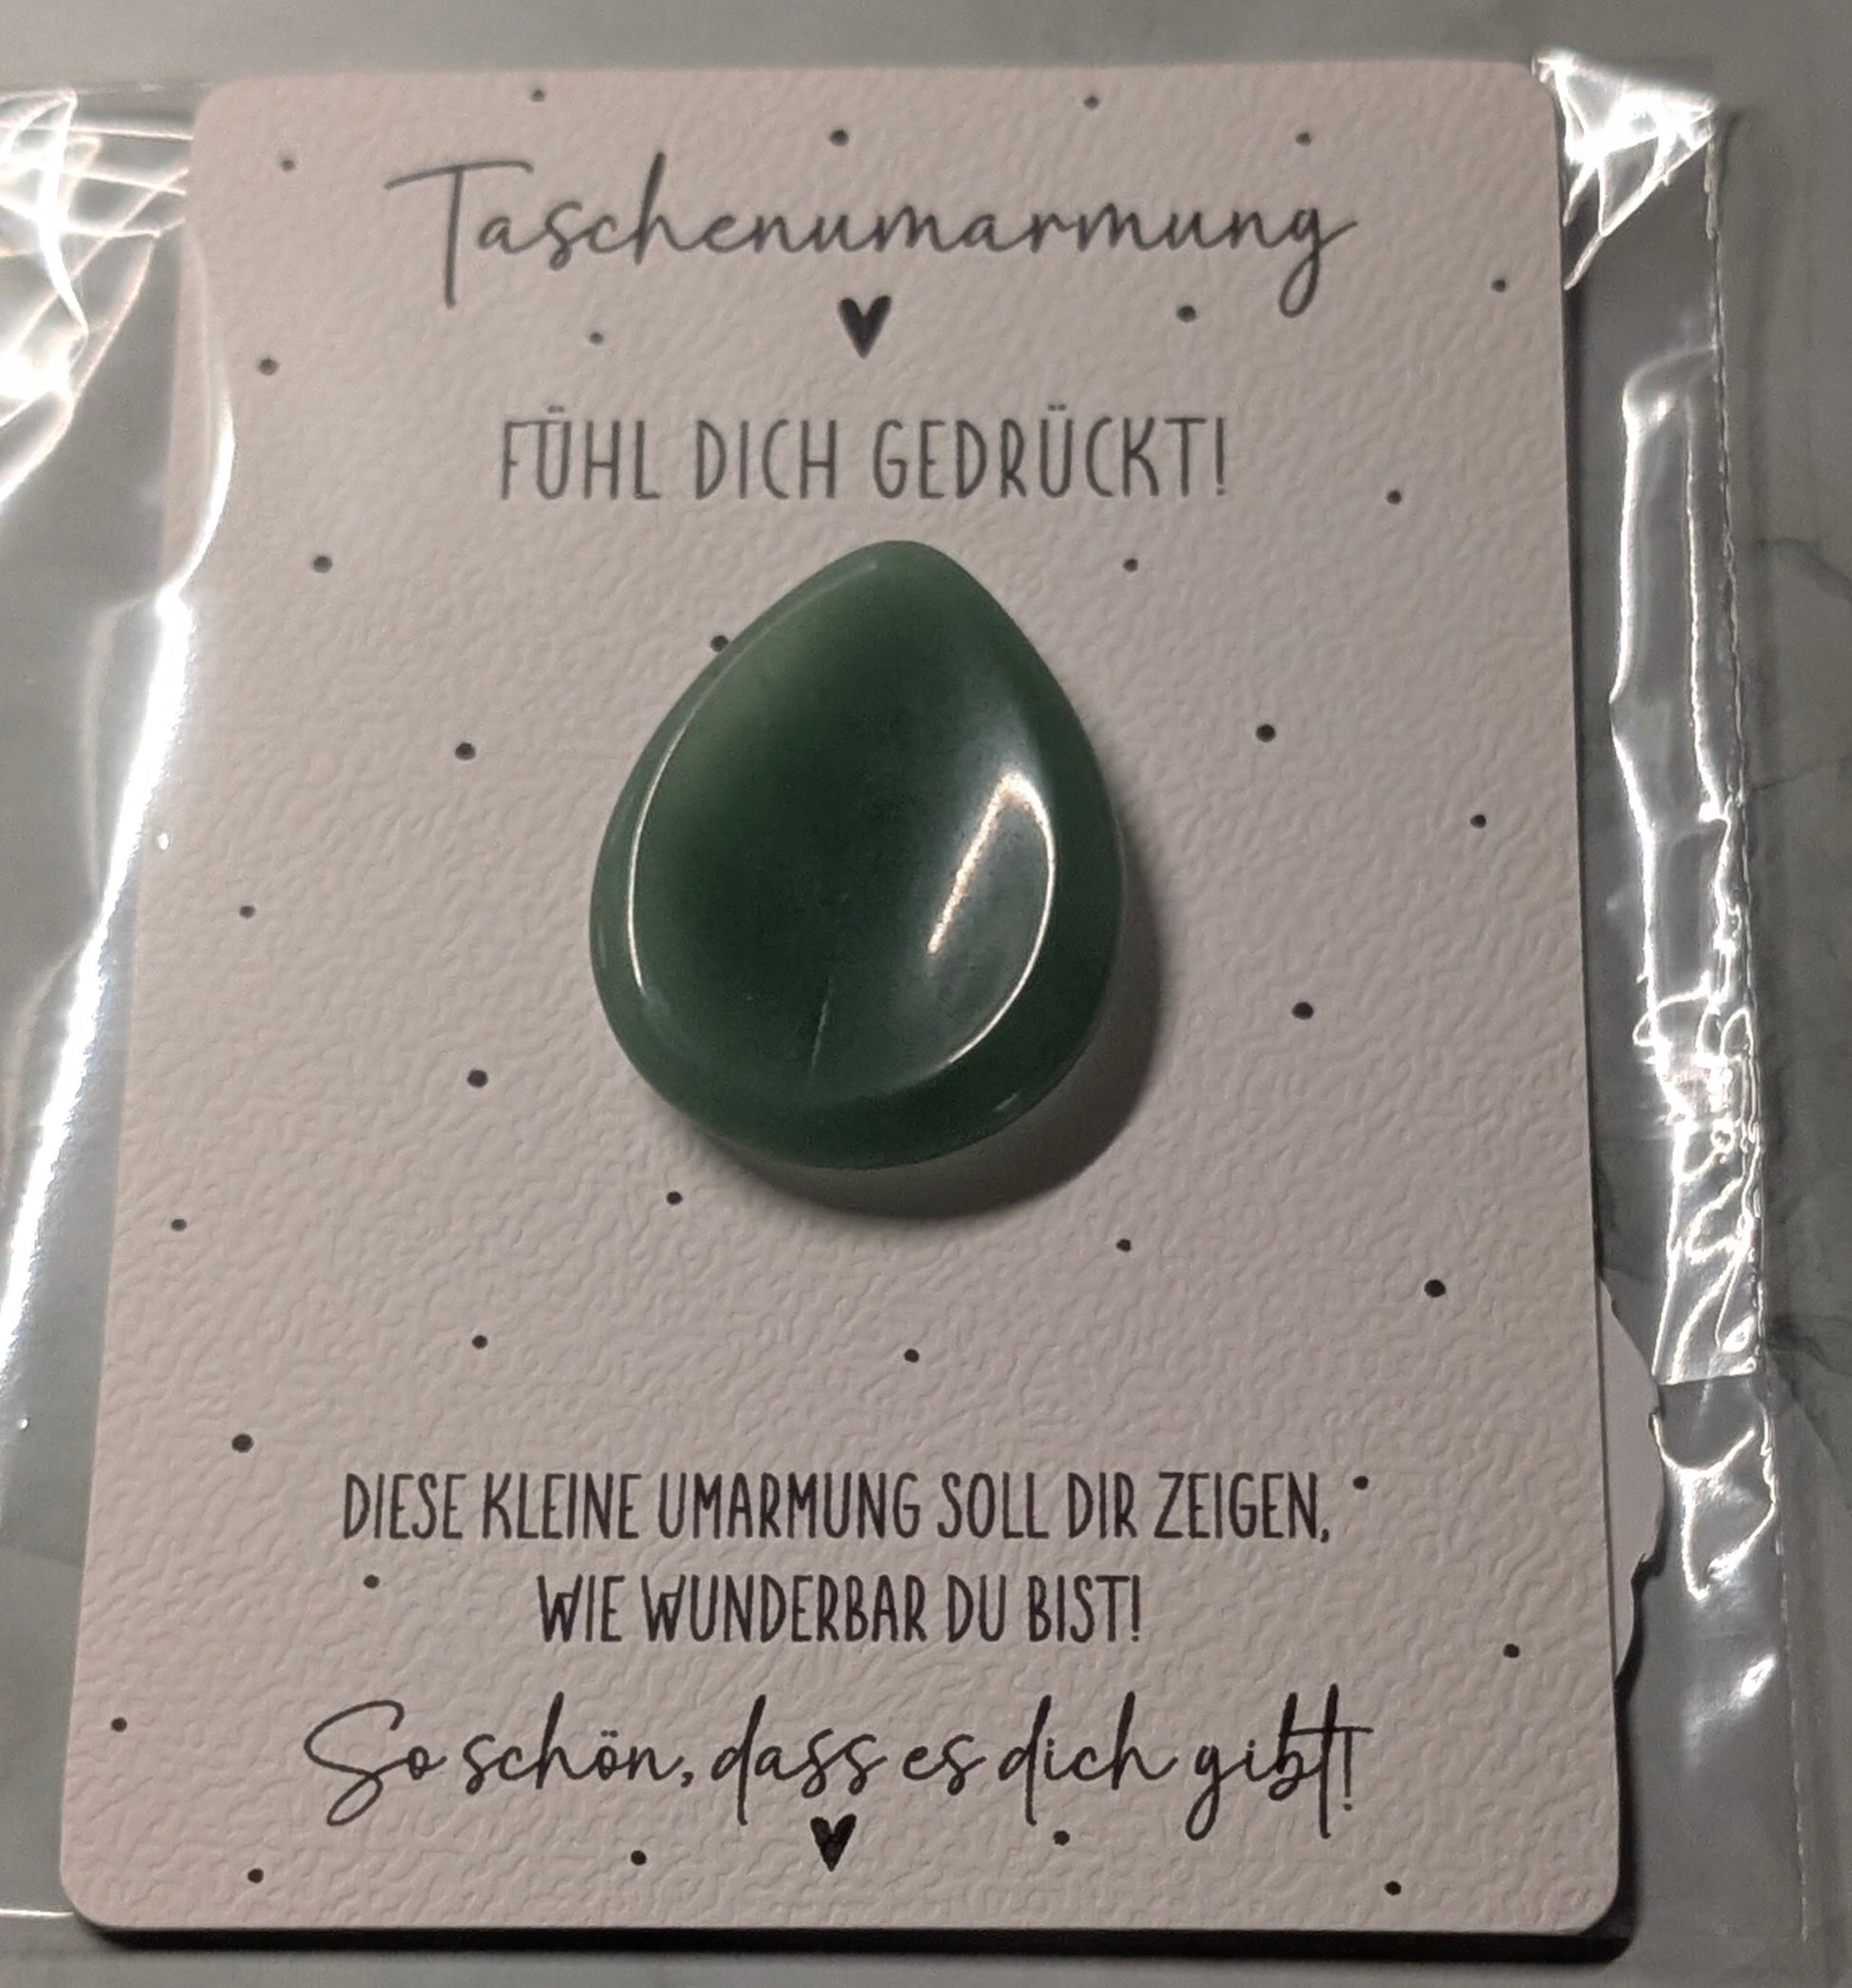 Taschenumarmung
FÜHL DICH GEDRÜCKT!
DIESE KLEINE UMARMUNG SOLL DIR ZEIGEN,
WIE WUNDERBAR DU BIST!
So schön, dass es dich gibt!